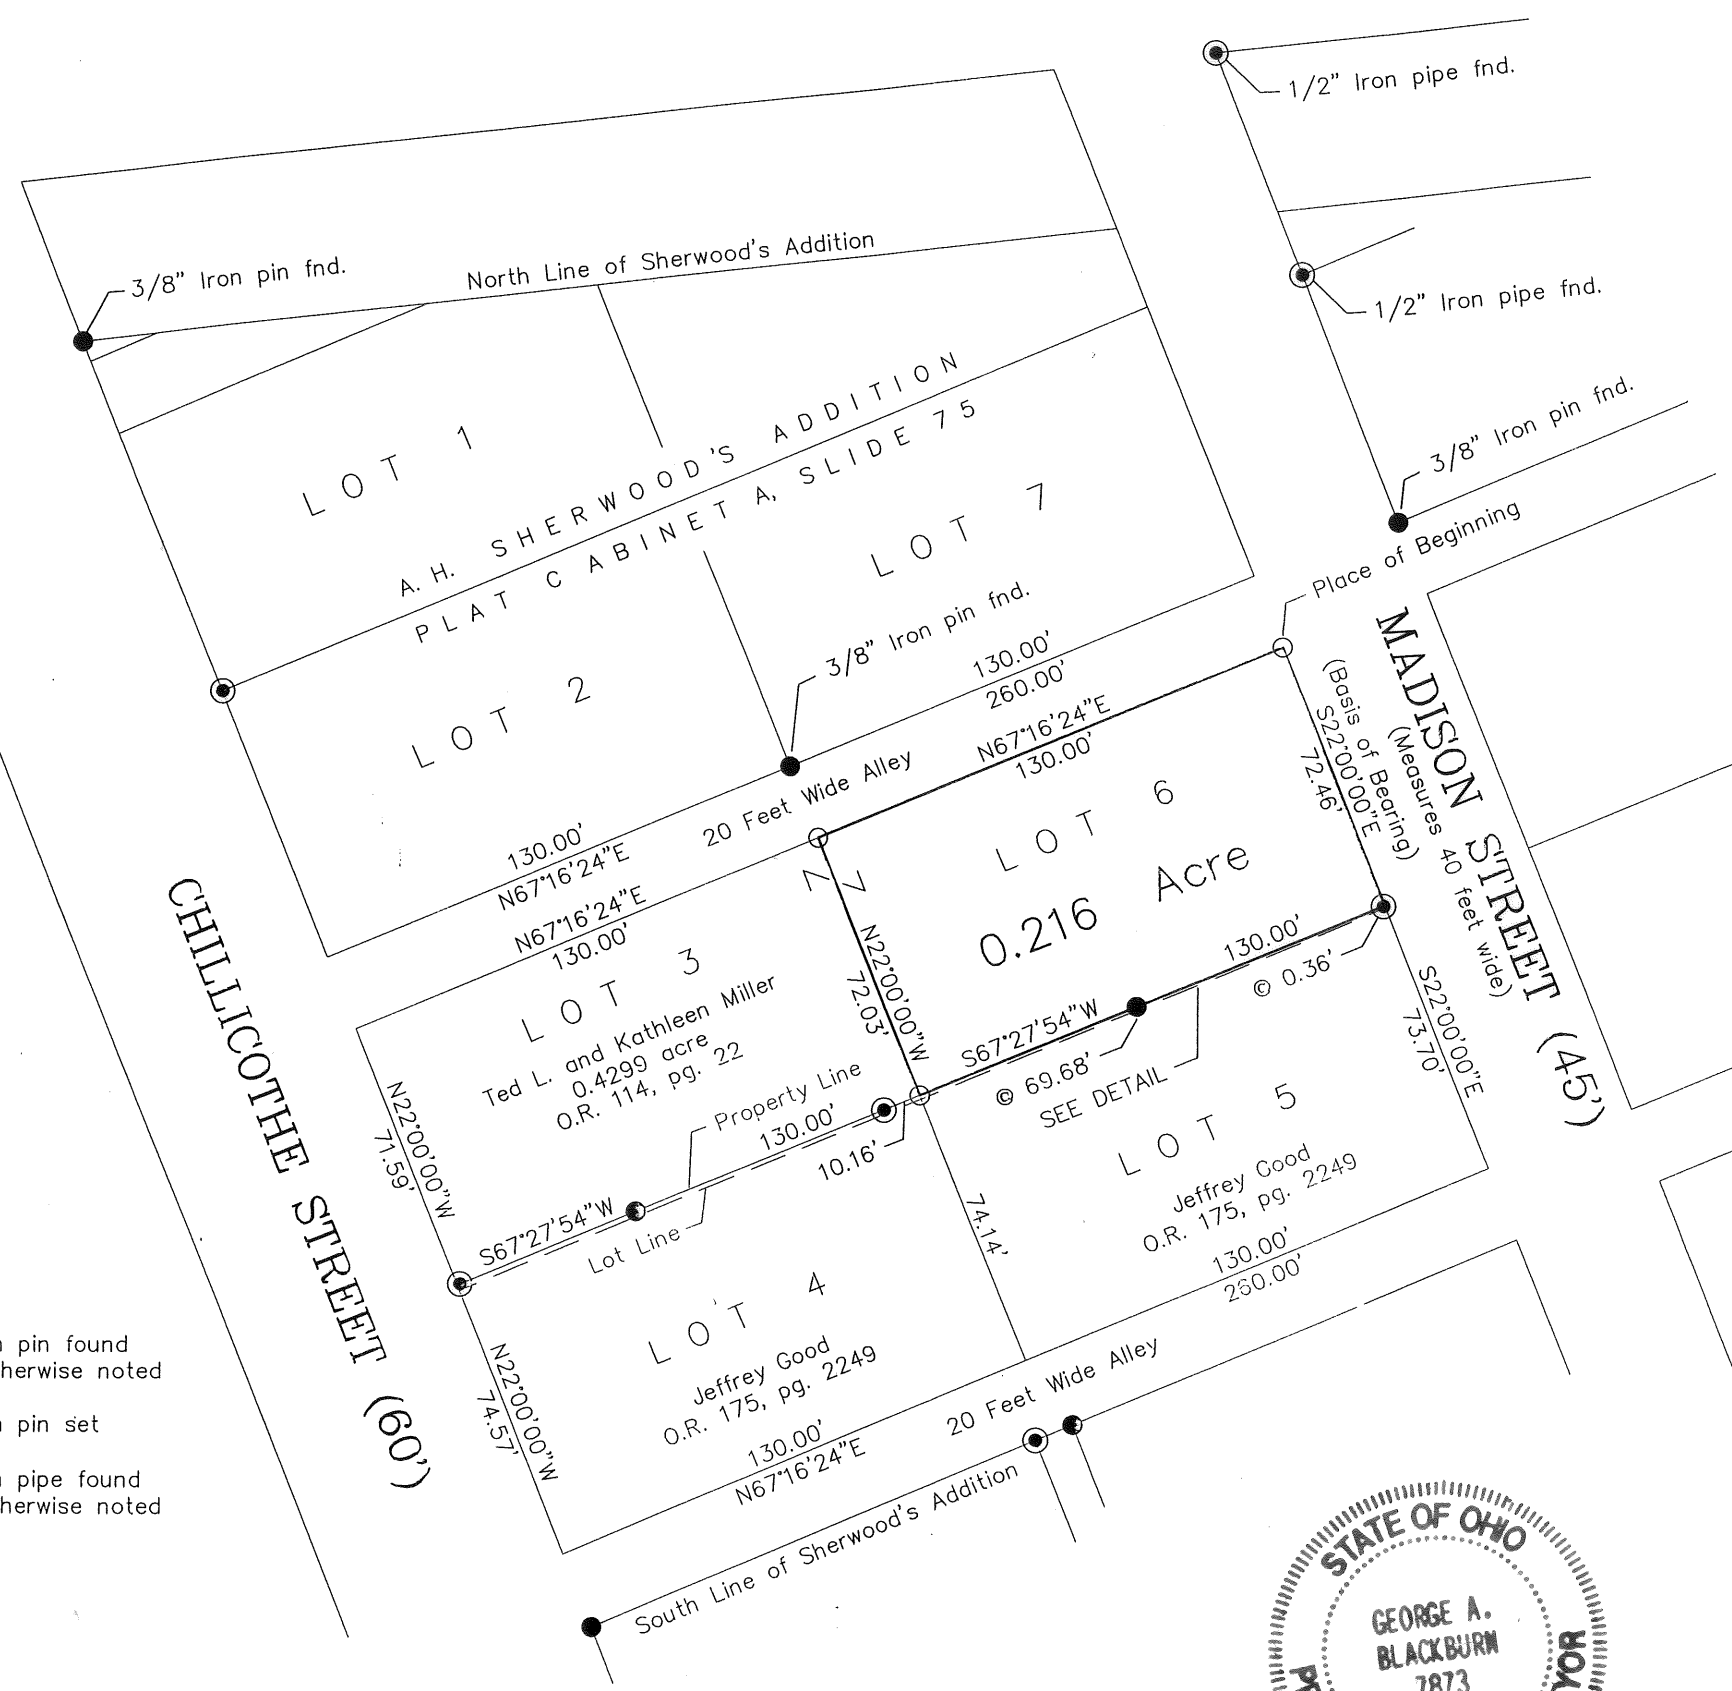 1/2" Iron pipe fnd.
3/8" Iron pin fnd.
North Line of Sherwood's Addition
1/2" Iron pipe fnd.
3/8" Iron pin fnd.
LOT 1
A. H. SHERWOOD'S ADDITION
PLAT CABINET A, SLIDE 75
LOT 7
Place of Beginning
LOT 2
3/8" Iron pin fnd.
130.00'
260.00'
MADISON STREET (45')
(Measures 40 feet wide)
(Basis of Bearing)
S22°00'00"E
72.46'
N67°16'24"E
130.00'
20 Feet Wide Alley
130.00'
N67°16'24"E
N67°16'24"E
130.00'
LOT 6
0.216 Acre
Z Z
N22°00'00"W
72.03'
130.00'
@ 0.36'
S67°27'54"W
@ 69.68'
SEE DETAIL
S22°00'00"E
73.70'
CHILLICOTHE STREET (60')
LOT 3
Ted L. and Kathleen Miller
0.4299 acre
O.R. 114, pg. 22
N22°00'00"W
71.59'
Property Line
130.00'
10.16'
S67°27'54"W
Lot Line
LOT 5
Jeffrey Good
O.R. 175, pg. 2249
130.00'
260.00'
74.14'
LOT 4
Jeffrey Good
O.R. 175, pg. 2249
N22°00'00"W
74.57'
130.00'
N67°16'24"E
20 Feet Wide Alley
South Line of Sherwood's Addition
pin found
herwise noted
pin set
pipe found
herwise noted
STATE OF OHIO
GEORGE A.
BLACKBURN
7873